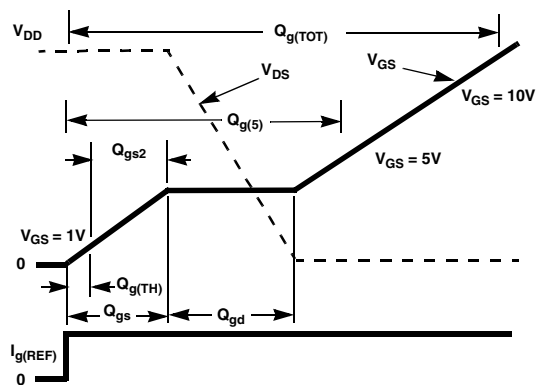 V_DD
Q_g(TOT)
V_DS
V_GS
V_GS = 10V
Q_g(5)
Q_gs2
V_GS = 5V
V_GS = 1V
0
Q_g(TH)
Q_gs
Q_gd
I_g(REF)
0